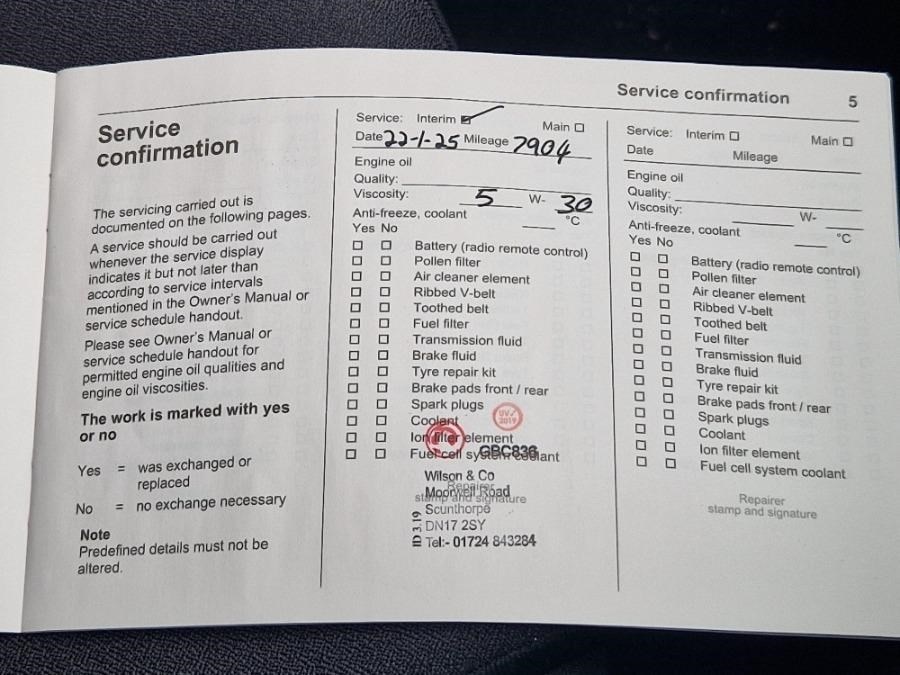 Service confirmation 5
Service
confirmation
The servicing carried out is
documented on the following pages.
A service should be carried out
whenever the service display
indicates it but not later than
according to service intervals
mentioned in the Owner's Manual or
service schedule handout.
Please see Owner's Manual or
service schedule handout for
permitted engine oil qualities and
engine oil viscosities.
The work is marked with yes
or no
Yes = was exchanged or
replaced
No = no exchange necessary
Note
Predefined details must not be
altered.
Service: Interim Main
Date 22-1-25 Mileage 7904
Engine oil
Quality:
Viscosity: 5 W- 30
Anti-freeze, coolant °C
Yes No
Battery (radio remote control)
Pollen filter
Air cleaner element
Ribbed V-belt
Toothed belt
Fuel filter
Transmission fluid
Brake fluid
Tyre repair kit
Brake pads front / rear
Spark plugs
Coolant
Ion filter element
Fuel cell system coolant
UV✓
2019
Wilson & Co
Moorwell Road
Repairer
stamp and signature
Scunthorpe
DN17 2SY
Tel:- 01724 843284
ID 3.19
Service: Interim Main
Date Mileage
Engine oil
Quality:
Viscosity: W-
Anti-freeze, coolant °C
Yes No
Battery (radio remote control)
Pollen filter
Air cleaner element
Ribbed V-belt
Toothed belt
Fuel filter
Transmission fluid
Brake fluid
Tyre repair kit
Brake pads front / rear
Spark plugs
Coolant
Ion filter element
Fuel cell system coolant
Repairer
stamp and signature